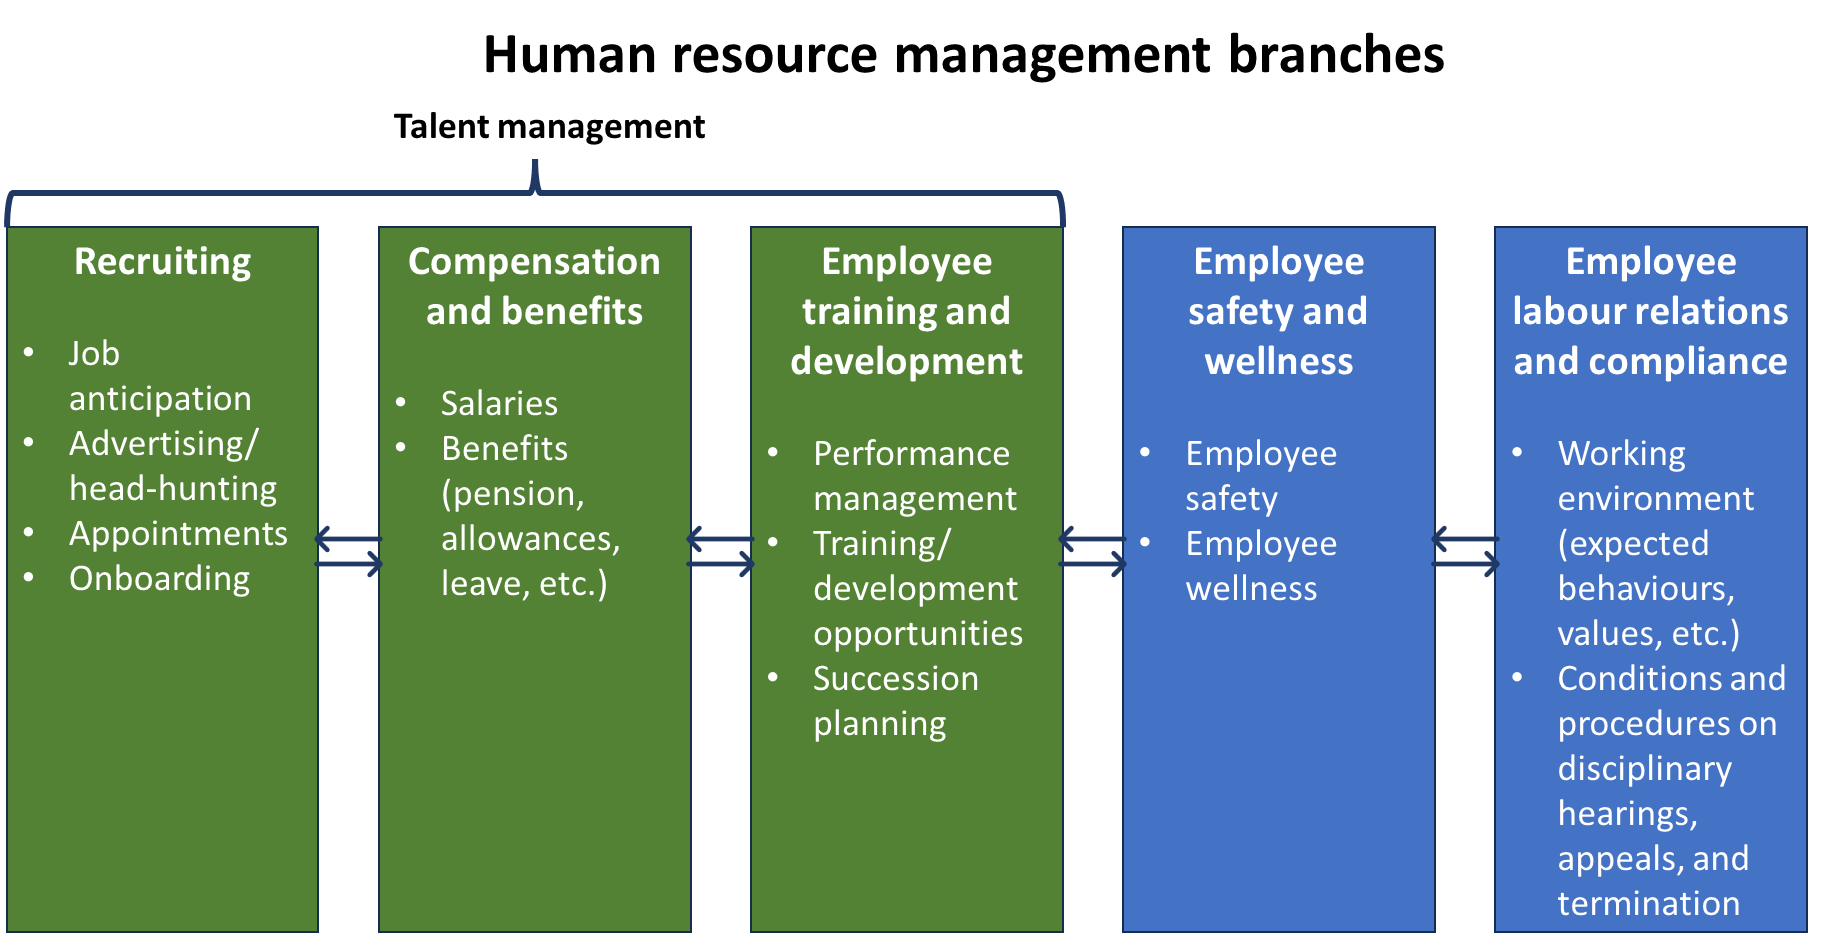 Human resource management branches
Talent management
Recruiting
• Job
anticipation
• Advertising/
head-hunting
• Appointments
• Onboarding
Compensation
and benefits
• Salaries
• Benefits
(pension,
allowances,
leave, etc.)
Employee
training and
development
• Performance
management
• Training/
development
opportunities
• Succession
planning
Employee
safety and
wellness
• Employee
safety
• Employee
wellness
Employee
labour relations
and compliance
• Working
environment
(expected
behaviours,
values, etc.)
• Conditions and
procedures on
disciplinary
hearings,
appeals, and
termination